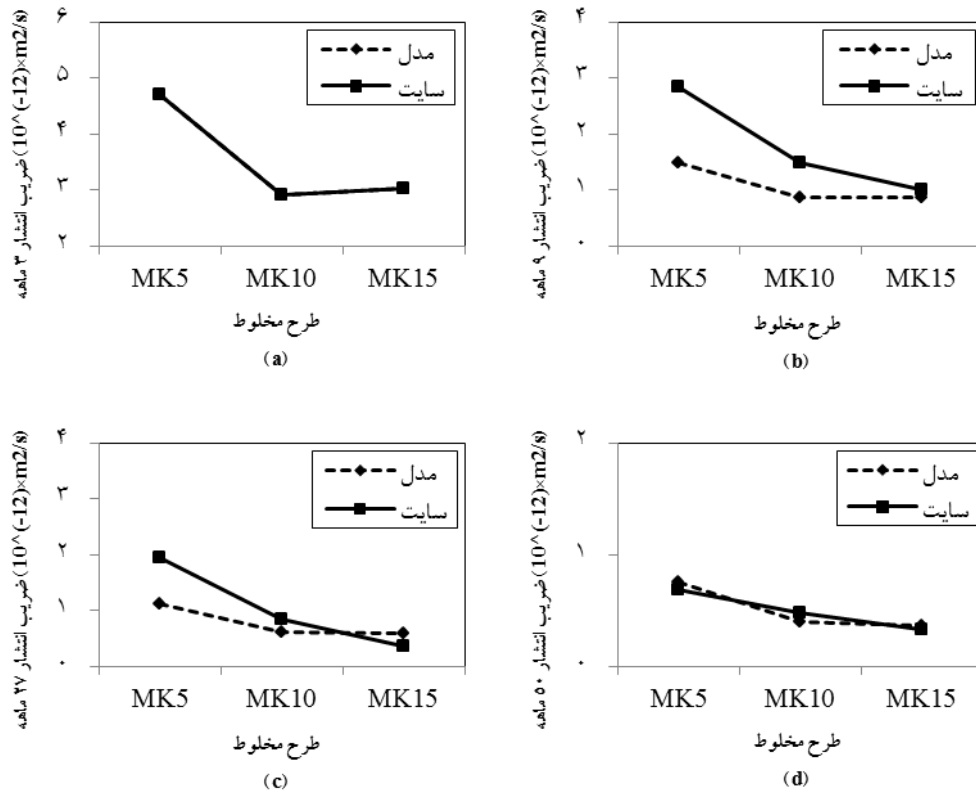 ضریب انتشار ۳ ماهه (10^(-12)×m2/s)
۶
۵
۴
۳
۲
مدل
سایت
MK5 MK10 MK15
طرح مخلوط
(a)
ضریب انتشار ۹ ماهه (10^(-12)×m2/s)
۴
۳
۲
۱
۰
مدل
سایت
MK5 MK10 MK15
طرح مخلوط
(b)
ضریب انتشار ۲۷ ماهه (10^(-12)×m2/s)
۴
۳
۲
۱
۰
مدل
سایت
MK5 MK10 MK15
طرح مخلوط
(c)
ضریب انتشار ۵۰ ماهه (10^(-12)×m2/s)
۲
۱
۰
مدل
سایت
MK5 MK10 MK15
طرح مخلوط
(d)